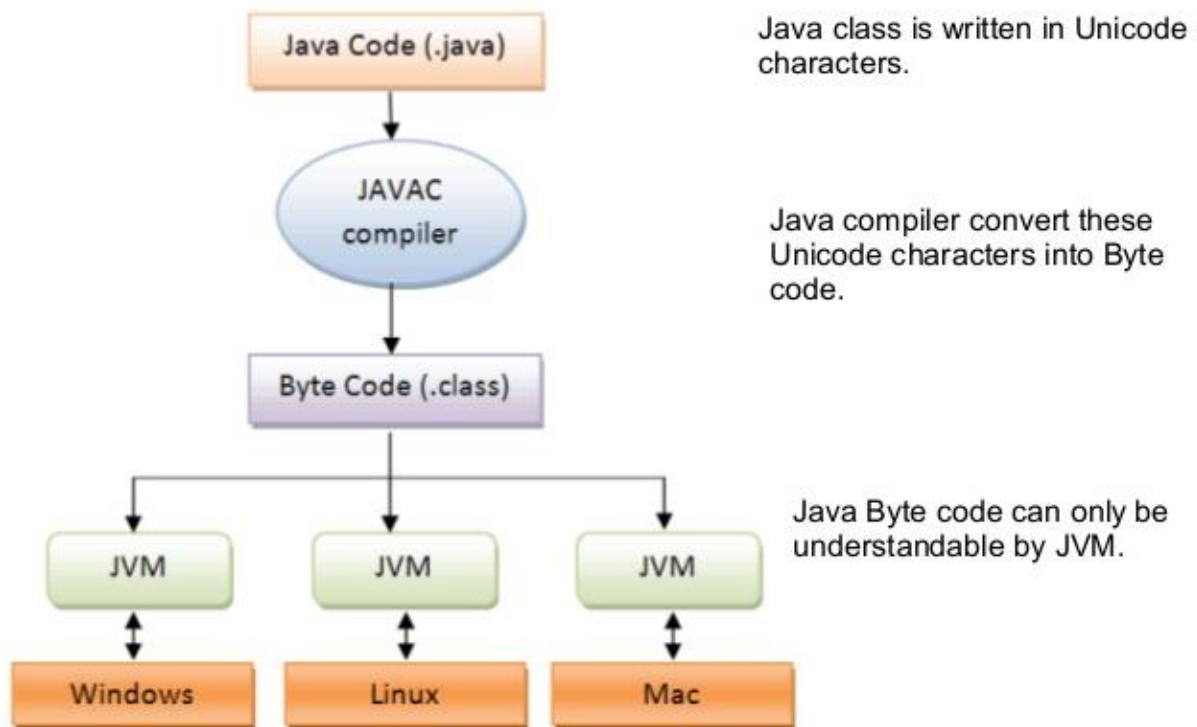 Java Code (.java)
Java class is written in Unicode
characters.
JAVAC
compiler
Java compiler convert these
Unicode characters into Byte
code.
Byte Code (.class)
Java Byte code can only be
understandable by JVM.
JVM
JVM
JVM
Windows
Linux
Mac